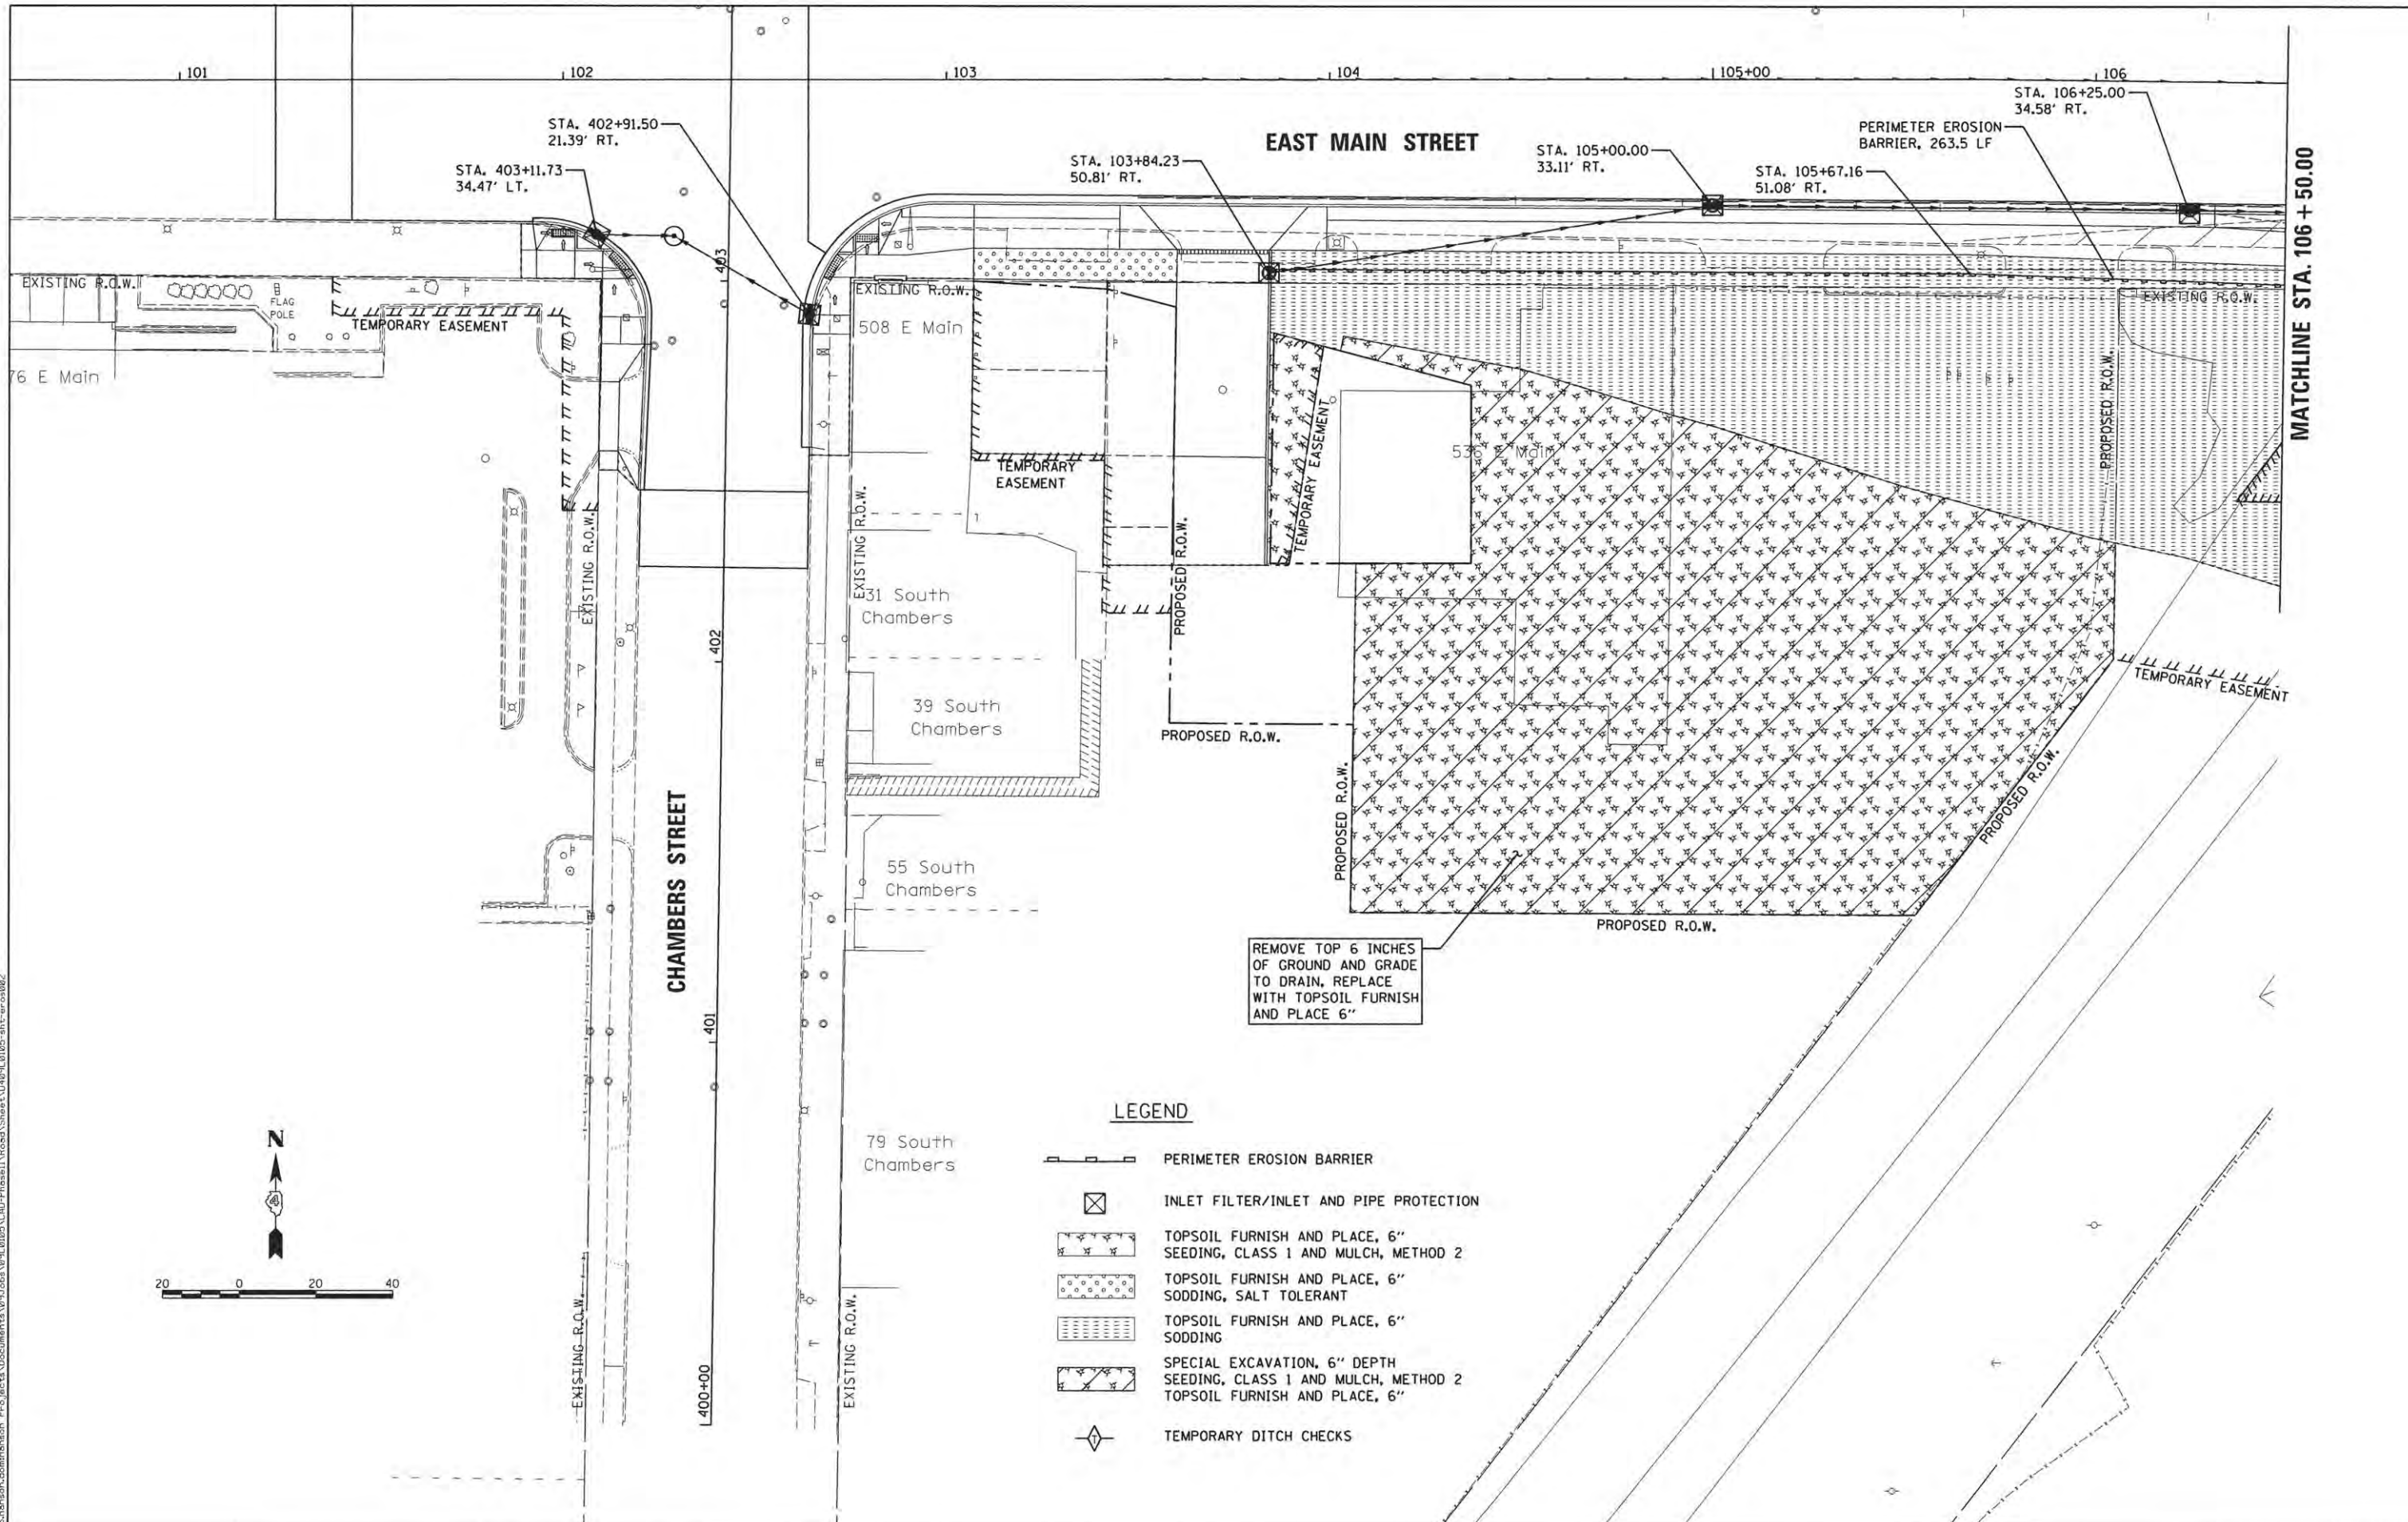 101
102
103
104
105+00
106
STA. 106+25.00
34.58' RT.
STA. 402+91.50
21.39' RT.
PERIMETER EROSION
BARRIER, 263.5 LF
EAST MAIN STREET
STA. 105+00.00
33.11' RT.
STA. 103+84.23
50.81' RT.
STA. 403+11.73
34.47' LT.
STA. 105+67.16
51.08' RT.
MATCHLINE STA. 106 + 50.00
403
EXISTING R.O.W.
FLAG
POLE
TEMPORARY EASEMENT
EXISTING R.O.W.
508 E Main
EXISTING R.O.W.
76 E Main
PROPOSED R.O.W.
TEMPORARY EASEMENT
536 E Main
TEMPORARY
EASEMENT
EXISTING R.O.W.
EXISTING R.O.W.
PROPOSED R.O.W.
31 South
Chambers
402
TEMPORARY EASEMENT
39 South
Chambers
PROPOSED R.O.W.
PROPOSED R.O.W.
PROPOSED R.O.W.
CHAMBERS STREET
55 South
Chambers
PROPOSED R.O.W.
REMOVE TOP 6 INCHES
OF GROUND AND GRADE
TO DRAIN, REPLACE
WITH TOPSOIL FURNISH
AND PLACE 6"
401
LEGEND
79 South
Chambers
PERIMETER EROSION BARRIER
INLET FILTER/INLET AND PIPE PROTECTION
TOPSOIL FURNISH AND PLACE, 6"
SEEDING, CLASS 1 AND MULCH, METHOD 2
TOPSOIL FURNISH AND PLACE, 6"
SODDING, SALT TOLERANT
TOPSOIL FURNISH AND PLACE, 6"
SODDING
SPECIAL EXCAVATION, 6" DEPTH
SEEDING, CLASS 1 AND MULCH, METHOD 2
TOPSOIL FURNISH AND PLACE, 6"
T
TEMPORARY DITCH CHECKS
N
4
20 0 20 40
EXISTING R.O.W.
400+00
EXISTING R.O.W.